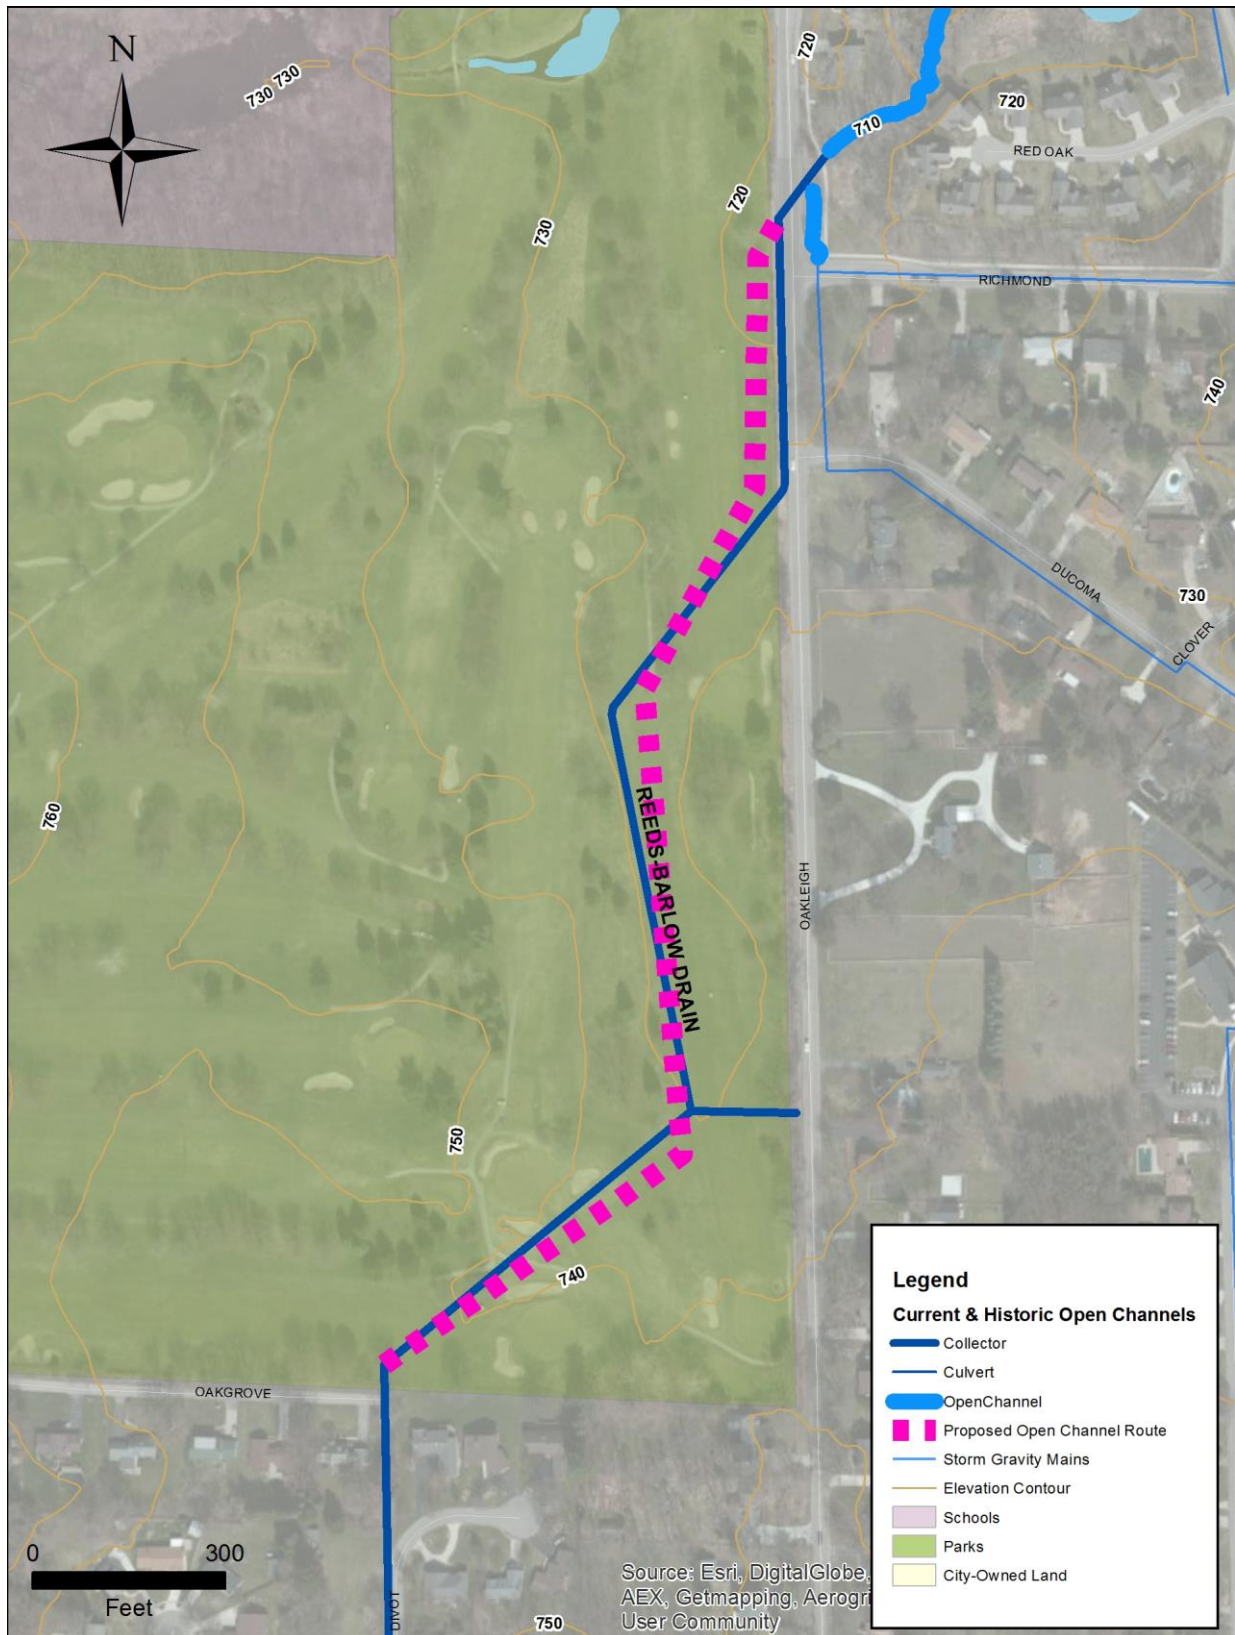 N
720
730 730
720
710
RED OAK
720
730
RICHMOND
740
DUCOMA
730
CLOVER
REEDS-BARLOW DRAIN
760
OAKLEIGH
750
740
OAKGROVE
DIVOT
750
0 300
Feet
Source: Esri, DigitalGlobe,
AEX, Getmapping, Aerogri
User Community
Legend
Current & Historic Open Channels
Collector
Culvert
OpenChannel
Proposed Open Channel Route
Storm Gravity Mains
Elevation Contour
Schools
Parks
City-Owned Land